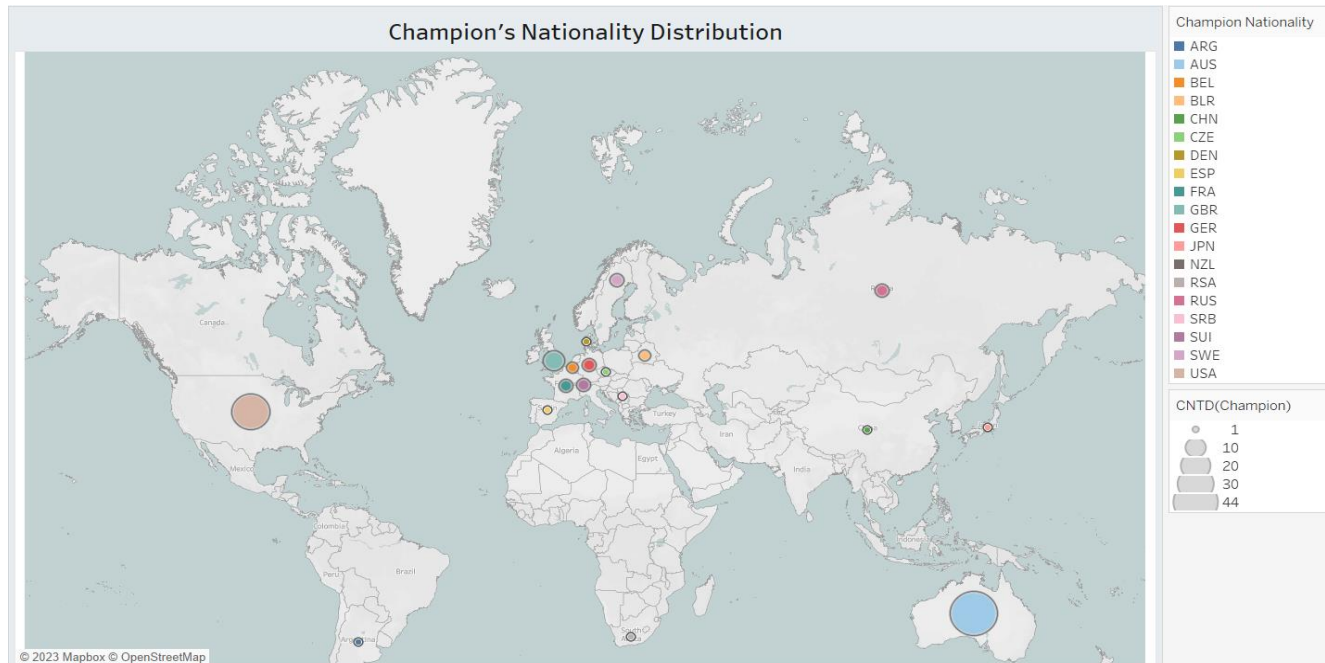 Champion's Nationality Distribution
Canada
Mexico
Colombia
Peru
Brazil
Argentina
Algeria
Egypt
Turkey
Iran
India
Indonesia
South
© 2023 Mapbox © OpenStreetMap
Champion Nationality
ARG
AUS
BEL
BLR
CHN
CZE
DEN
ESP
FRA
GBR
GER
JPN
NZL
RSA
RUS
SRB
SUI
SWE
USA
CNTD(Champion)
1
10
20
30
44